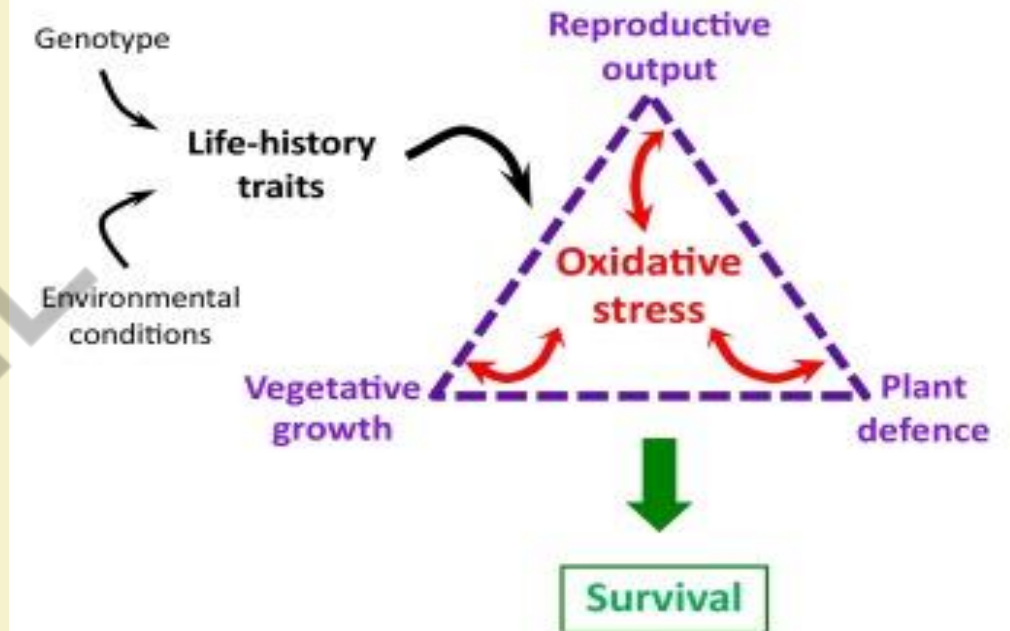 Genotype
Life-history
traits
Environmental
conditions
Reproductive
output
Oxidative
stress
Vegetative
growth
Plant
defence
Survival